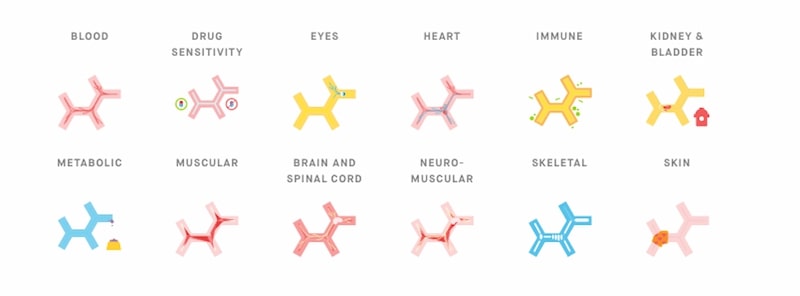 BLOOD
DRUG
SENSITIVITY
EYES
HEART
IMMUNE
KIDNEY &
BLADDER
METABOLIC
MUSCULAR
BRAIN AND
SPINAL CORD
NEURO-
MUSCULAR
SKELETAL
SKIN